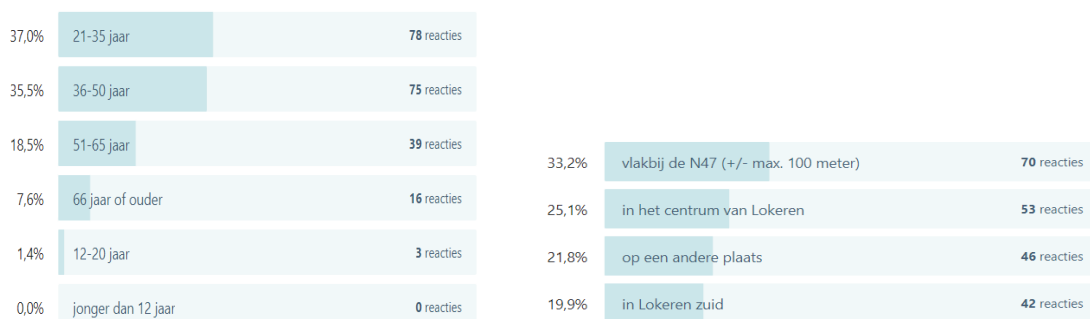 37,0% 21-35 jaar 78 reacties
35,5% 36-50 jaar 75 reacties
18,5% 51-65 jaar 39 reacties
7,6% 66 jaar of ouder 16 reacties
1,4% 12-20 jaar 3 reacties
0,0% jonger dan 12 jaar 0 reacties
33,2% vlakbij de N47 (+/- max. 100 meter) 70 reacties
25,1% in het centrum van Lokeren 53 reacties
21,8% op een andere plaats 46 reacties
19,9% in Lokeren zuid 42 reacties